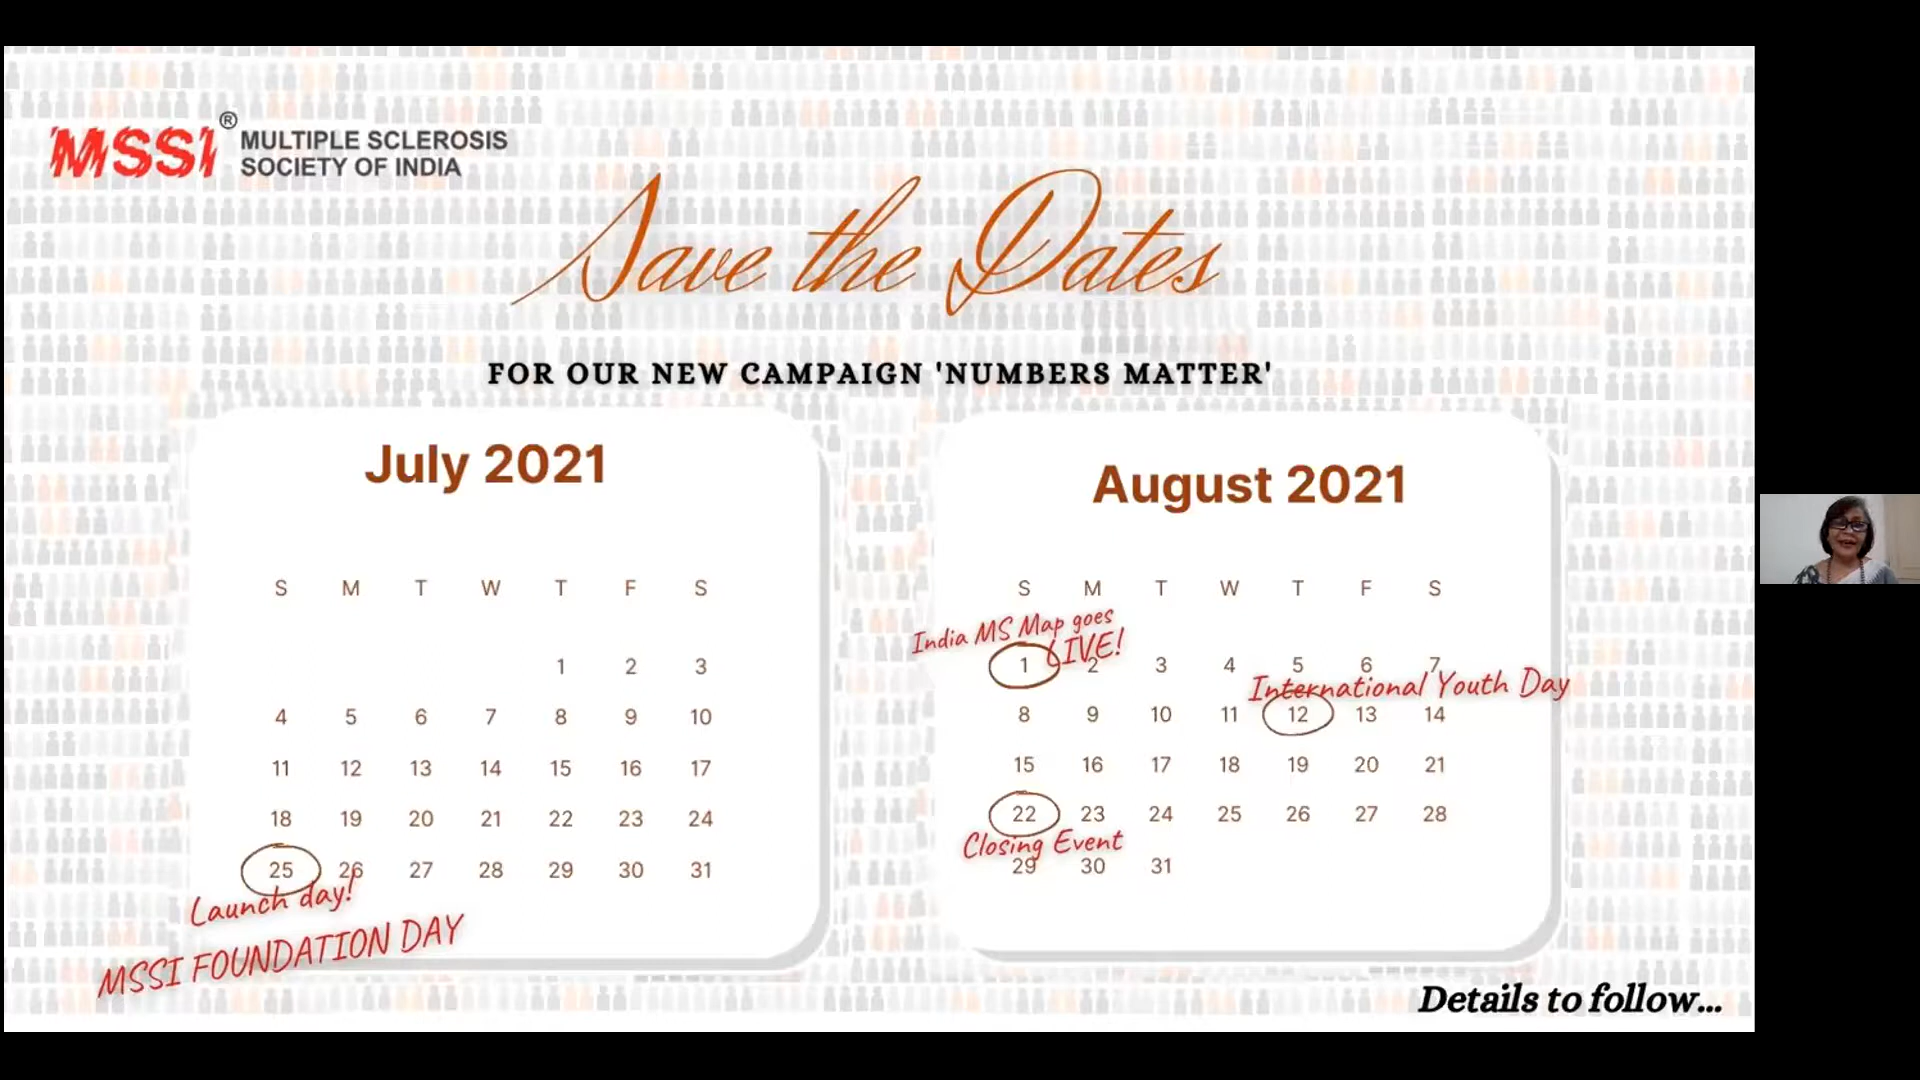 MSSI®
MULTIPLE SCLEROSIS
SOCIETY OF INDIA
Save the Dates
FOR OUR NEW CAMPAIGN 'NUMBERS MATTER'
July 2021
S M T W T F S
1 2 3
4 5 6 7 8 9 10
11 12 13 14 15 16 17
18 19 20 21 22 23 24
25 26 27 28 29 30 31
Launch day!
MSSI FOUNDATION DAY
August 2021
S M T W T F S
India MS Map goes
LIVE!
1 2 3 4 5 6 7
International Youth Day
8 9 10 11 12 13 14
15 16 17 18 19 20 21
22 23 24 25 26 27 28
Closing Event
29 30 31
Details to follow...